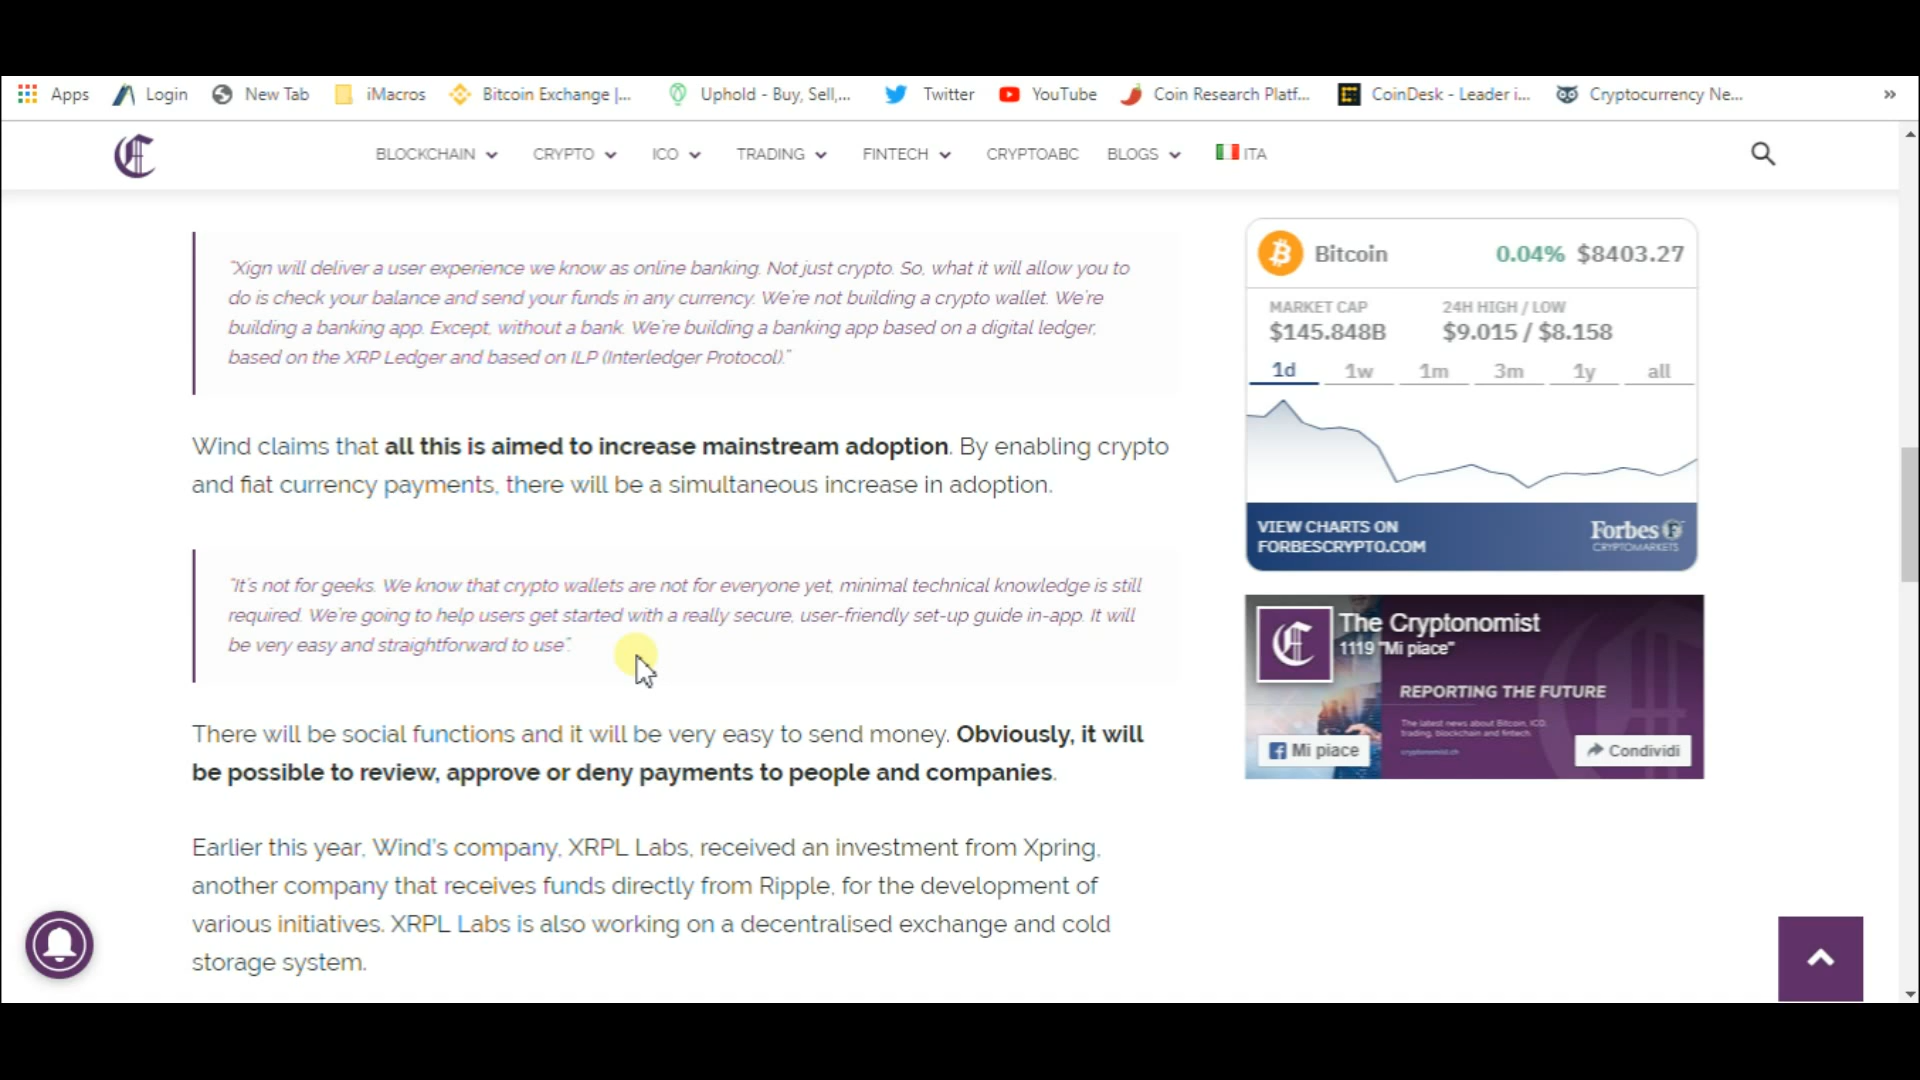 Apps Login New Tab iMacros Bitcoin Exchange |... Uphold - Buy, Sell,... Twitter YouTube Coin Research Platf... CoinDesk - Leader i... Cryptocurrency Ne... »
BLOCKCHAIN CRYPTO ICO TRADING FINTECH CRYPTOABC BLOGS ITA
"Xign will deliver a user experience we know as online banking. Not just crypto. So, what it will allow you to
do is check your balance and send your funds in any currency. We're not building a crypto wallet. We're
building a banking app. Except, without a bank. We're building a banking app based on a digital ledger,
based on the XRP Ledger and based on ILP (Interledger Protocol)."
Wind claims that all this is aimed to increase mainstream adoption. By enabling crypto
and fiat currency payments, there will be a simultaneous increase in adoption.
"It's not for geeks. We know that crypto wallets are not for everyone yet, minimal technical knowledge is still
required. We're going to help users get started with a really secure, user-friendly set-up guide in-app. It will
be very easy and straightforward to use".
There will be social functions and it will be very easy to send money. Obviously, it will
be possible to review, approve or deny payments to people and companies.
Earlier this year, Wind's company, XRPL Labs, received an investment from Xpring,
another company that receives funds directly from Ripple, for the development of
various initiatives. XRPL Labs is also working on a decentralised exchange and cold
storage system.
Bitcoin 0.04% $8403.27
MARKET CAP 24H HIGH / LOW
$145.848B $9.015 / $8.158
1d 1w 1m 3m 1y all
VIEW CHARTS ON
FORBESCRYPTO.COM
Forbes
CRYPTOMARKETS
The Cryptonomist
1119 "Mi piace"
REPORTING THE FUTURE
The latest news about Bitcoin, ICO,
trading, blockchain and fintech.
cryptonomist.ch
Mi piace Condividi